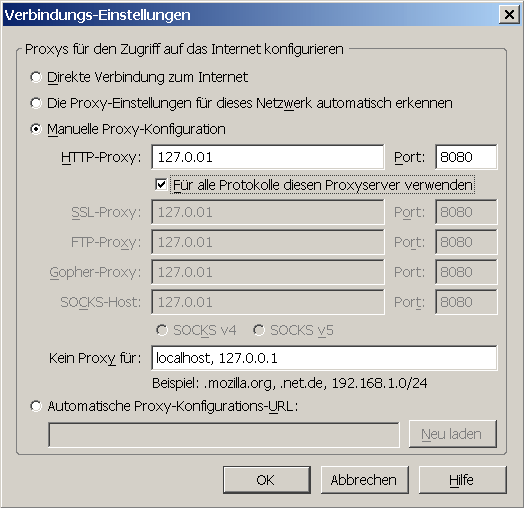 Verbindungs-Einstellungen
Proxys für den Zugriff auf das Internet konfigurieren
Direkte Verbindung zum Internet
Die Proxy-Einstellungen für dieses Netzwerk automatisch erkennen
Manuelle Proxy-Konfiguration
HTTP-Proxy: 127.0.01 Port: 8080
Für alle Protokolle diesen Proxyserver verwenden
SSL-Proxy: 127.0.01 Port: 8080
FTP-Proxy: 127.0.01 Port: 8080
Gopher-Proxy: 127.0.01 Port: 8080
SOCKS-Host: 127.0.01 Port: 8080
SOCKS v4 SOCKS v5
Kein Proxy für: localhost, 127.0.0.1
Beispiel: .mozilla.org, .net.de, 192.168.1.0/24
Automatische Proxy-Konfigurations-URL:
Neu laden
OK Abbrechen Hilfe